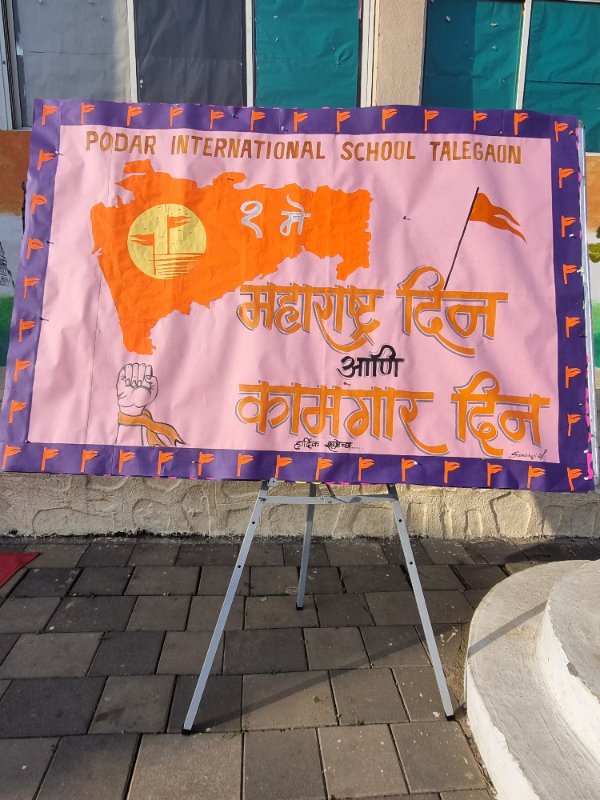 PODAR INTERNATIONAL SCHOOL TALEGAON
१ मे
महाराष्ट्र दिन
आणि
कामगार दिन
हार्दिक